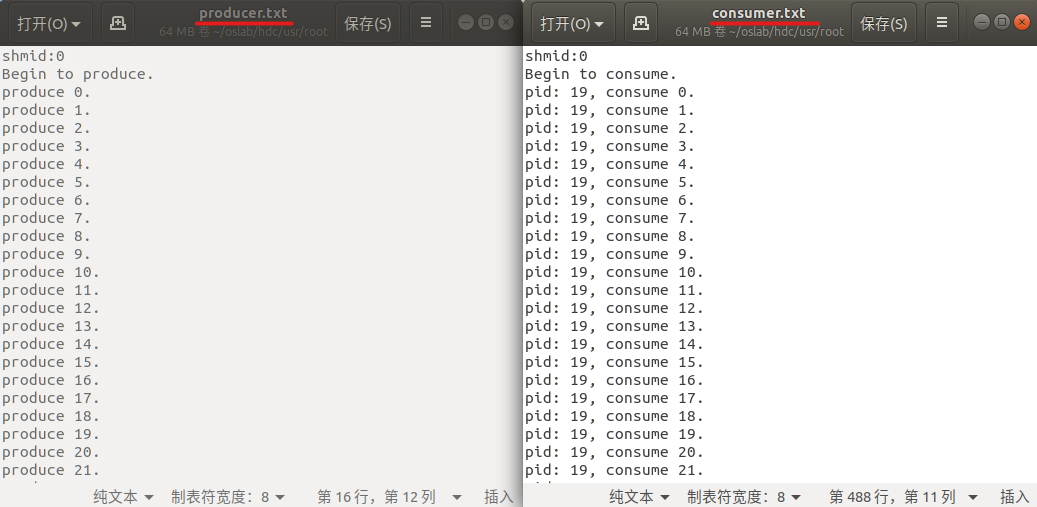 打开(O)
producer.txt
64 MB 卷 ~/oslab/hdc/usr/root
保存(S)
shmid:0
Begin to produce.
produce 0.
produce 1.
produce 2.
produce 3.
produce 4.
produce 5.
produce 6.
produce 7.
produce 8.
produce 9.
produce 10.
produce 11.
produce 12.
produce 13.
produce 14.
produce 15.
produce 16.
produce 17.
produce 18.
produce 19.
produce 20.
produce 21.
纯文本 制表符宽度：8 第 16 行，第 12 列 插入
打开(O)
consumer.txt
64 MB 卷 ~/oslab/hdc/usr/root
保存(S)
shmid:0
Begin to consume.
pid: 19, consume 0.
pid: 19, consume 1.
pid: 19, consume 2.
pid: 19, consume 3.
pid: 19, consume 4.
pid: 19, consume 5.
pid: 19, consume 6.
pid: 19, consume 7.
pid: 19, consume 8.
pid: 19, consume 9.
pid: 19, consume 10.
pid: 19, consume 11.
pid: 19, consume 12.
pid: 19, consume 13.
pid: 19, consume 14.
pid: 19, consume 15.
pid: 19, consume 16.
pid: 19, consume 17.
pid: 19, consume 18.
pid: 19, consume 19.
pid: 19, consume 20.
pid: 19, consume 21.
纯文本 制表符宽度：8 第 488 行，第 11 列 插入